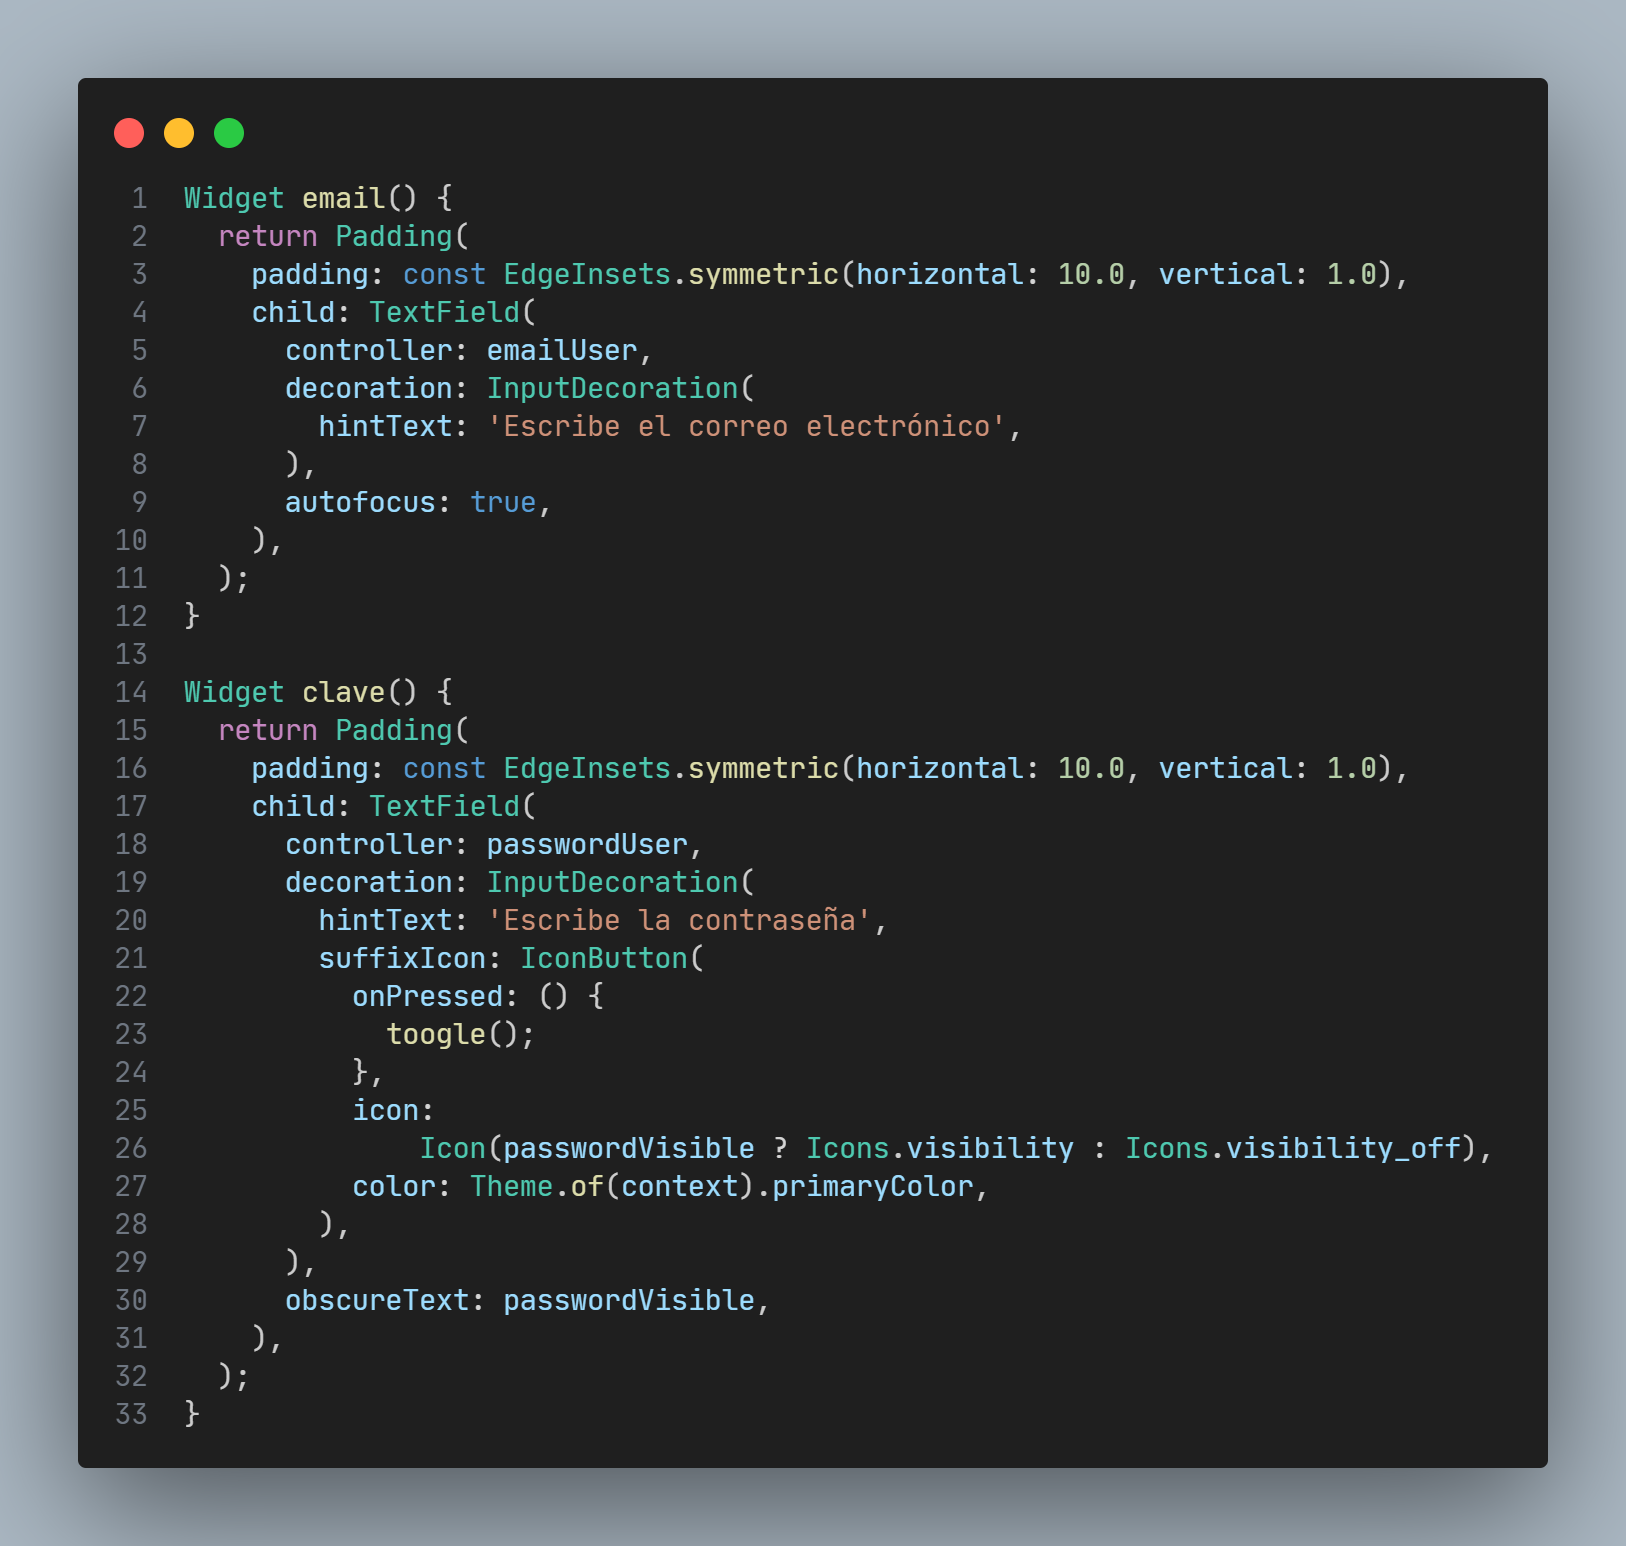 1 Widget email() {
2   return Padding(
3     padding: const EdgeInsets.symmetric(horizontal: 10.0, vertical: 1.0),
4     child: TextField(
5       controller: emailUser,
6       decoration: InputDecoration(
7         hintText: 'Escribe el correo electrónico',
8       ),
9       autofocus: true,
10     ),
11   );
12 }
13
14 Widget clave() {
15   return Padding(
16     padding: const EdgeInsets.symmetric(horizontal: 10.0, vertical: 1.0),
17     child: TextField(
18       controller: passwordUser,
19       decoration: InputDecoration(
20         hintText: 'Escribe la contraseña',
21         suffixIcon: IconButton(
22           onPressed: () {
23             toogle();
24           },
25           icon:
26               Icon(passwordVisible ? Icons.visibility : Icons.visibility_off),
27           color: Theme.of(context).primaryColor,
28         ),
29       ),
30       obscureText: passwordVisible,
31     ),
32   );
33 }